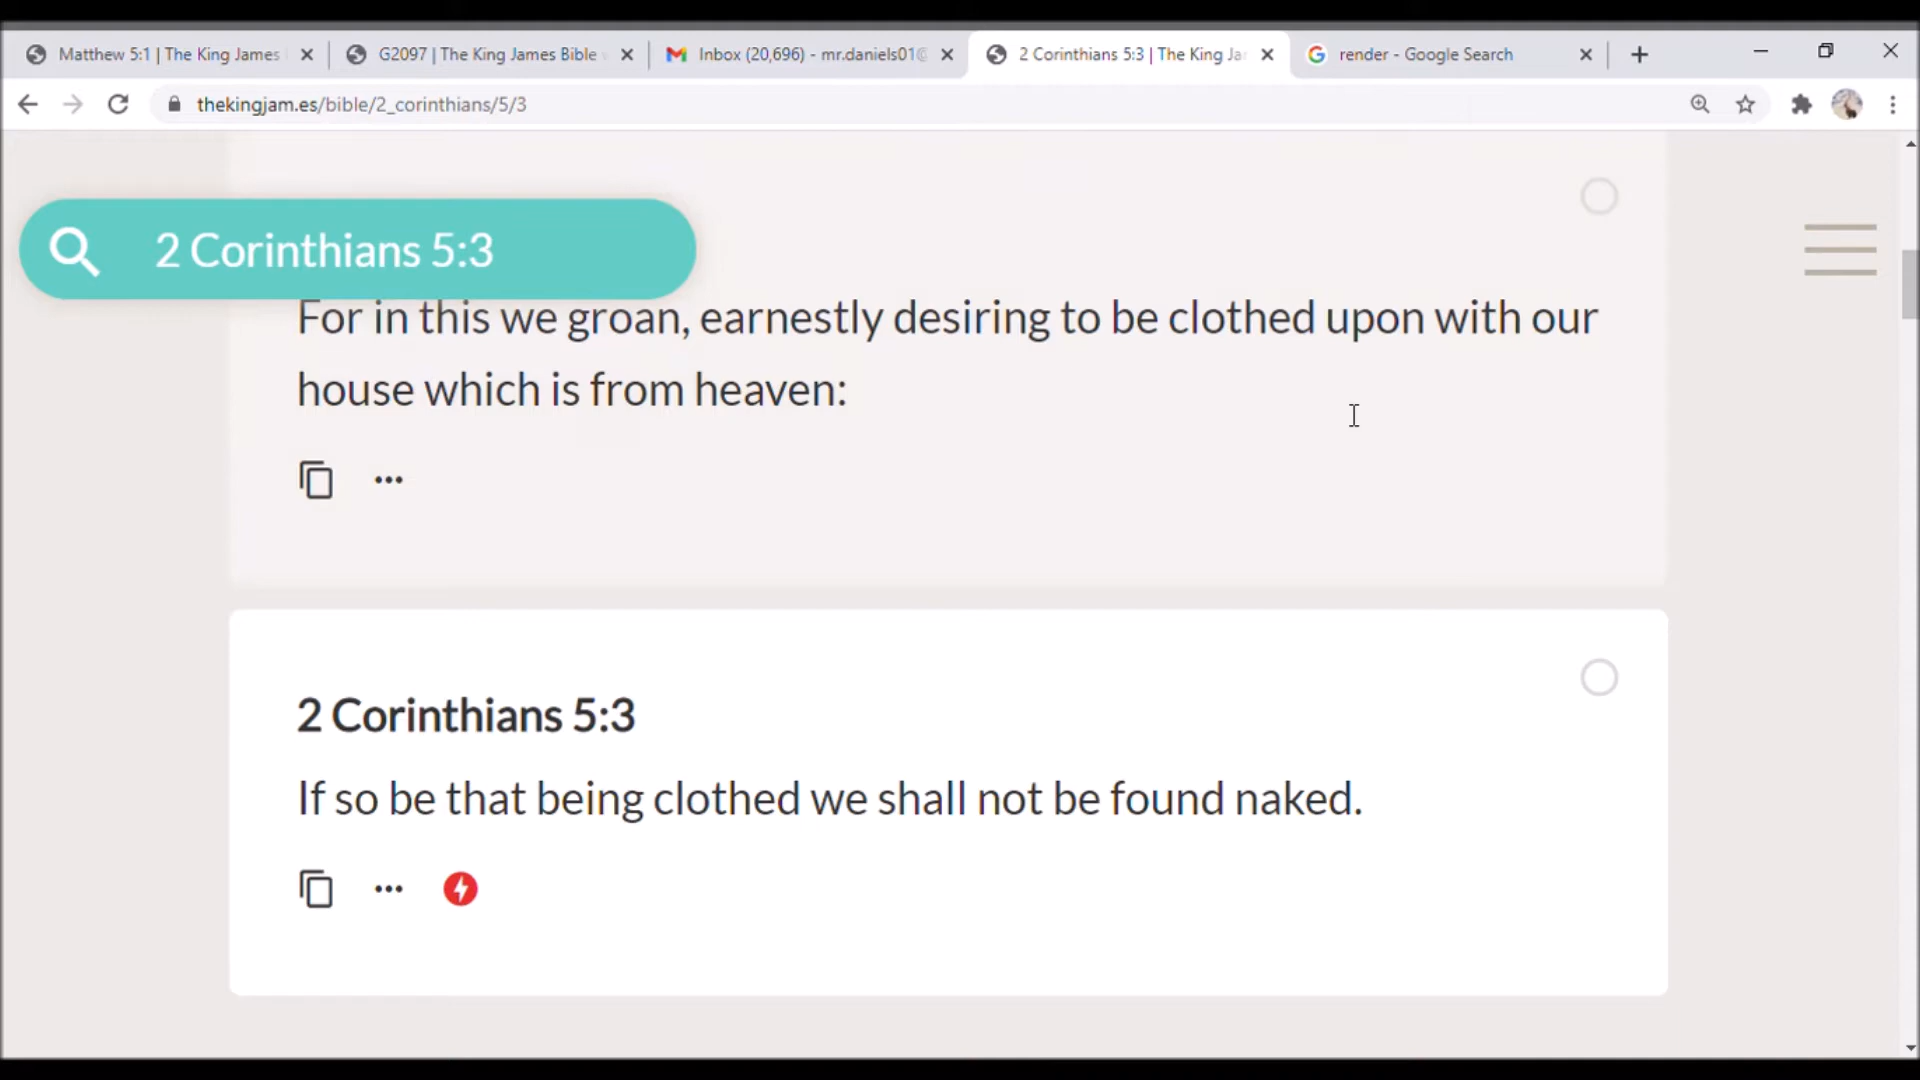 Matthew 5:1 | The King James
G2097 | The King James Bible
Inbox (20,696) - mr.daniels01@
2 Corinthians 5:3 | The King Ja
render - Google Search
thekingjam.es/bible/2_corinthians/5/3
2 Corinthians 5:3
For in this we groan, earnestly desiring to be clothed upon with our
house which is from heaven:
2 Corinthians 5:3
If so be that being clothed we shall not be found naked.